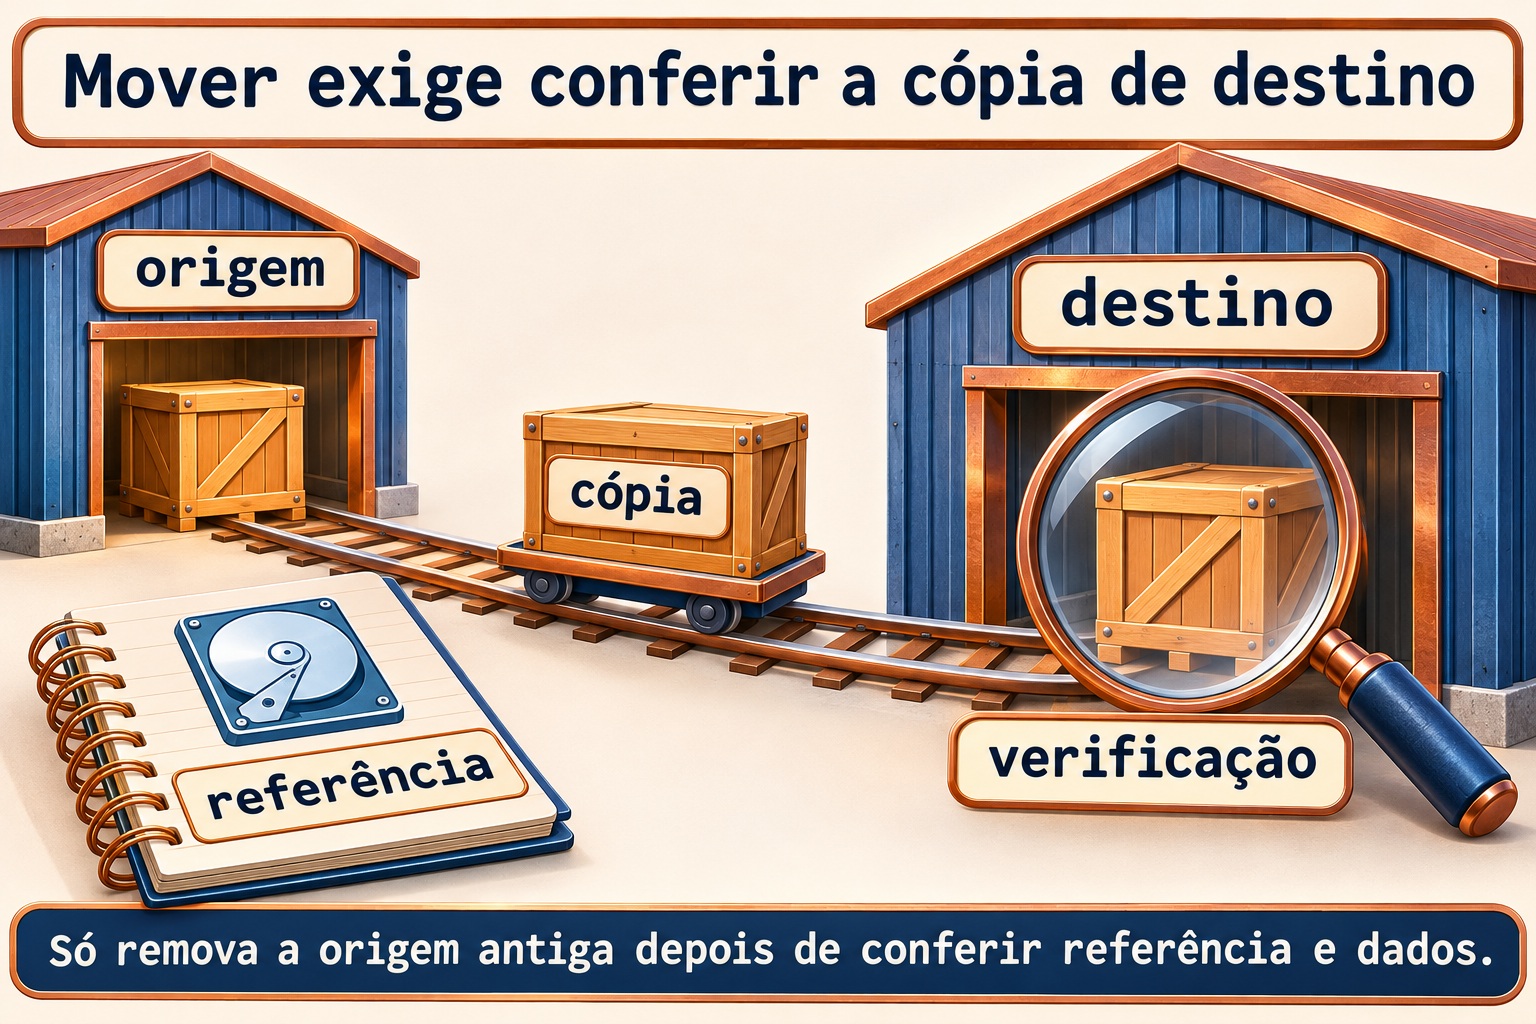 Mover exige conferir a cópia de destino
origem
destino
cópia
referência
verificação
Só remova a origem antiga depois de conferir referência e dados.